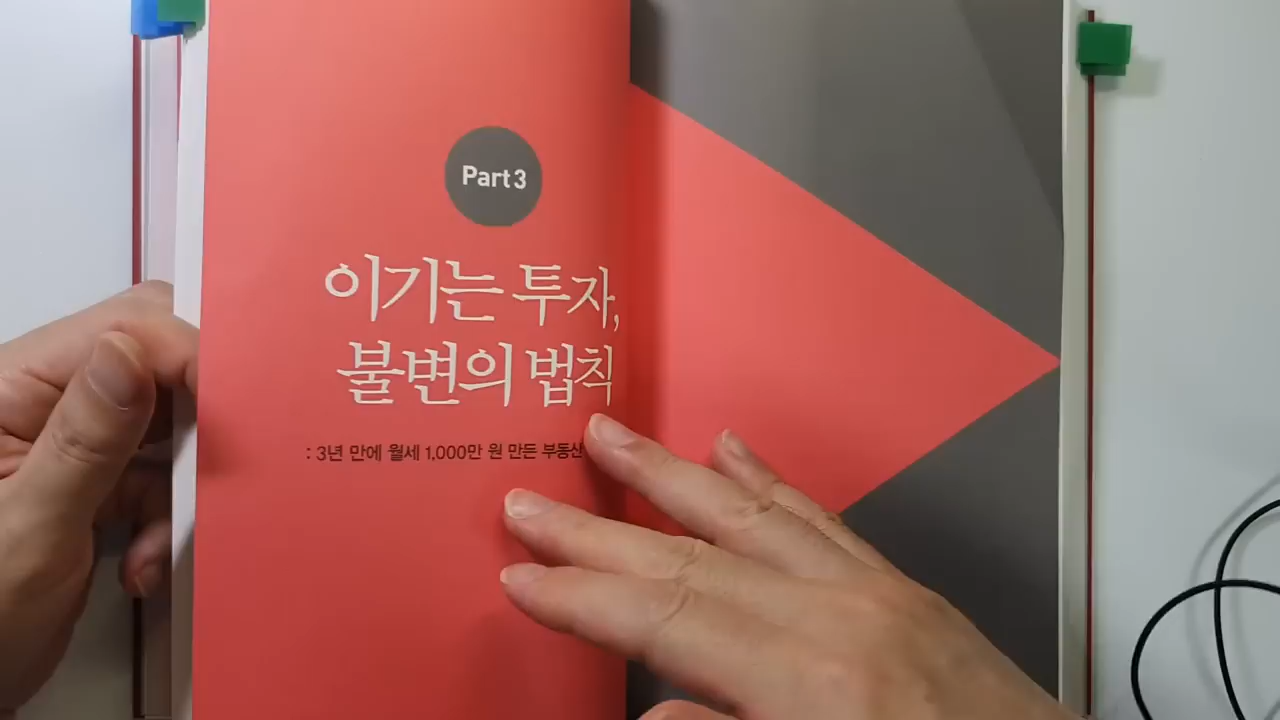 Part 3
이기는 투자,
불변의 법칙
: 3년 만에 월세 1,000만 원 만든 부동산